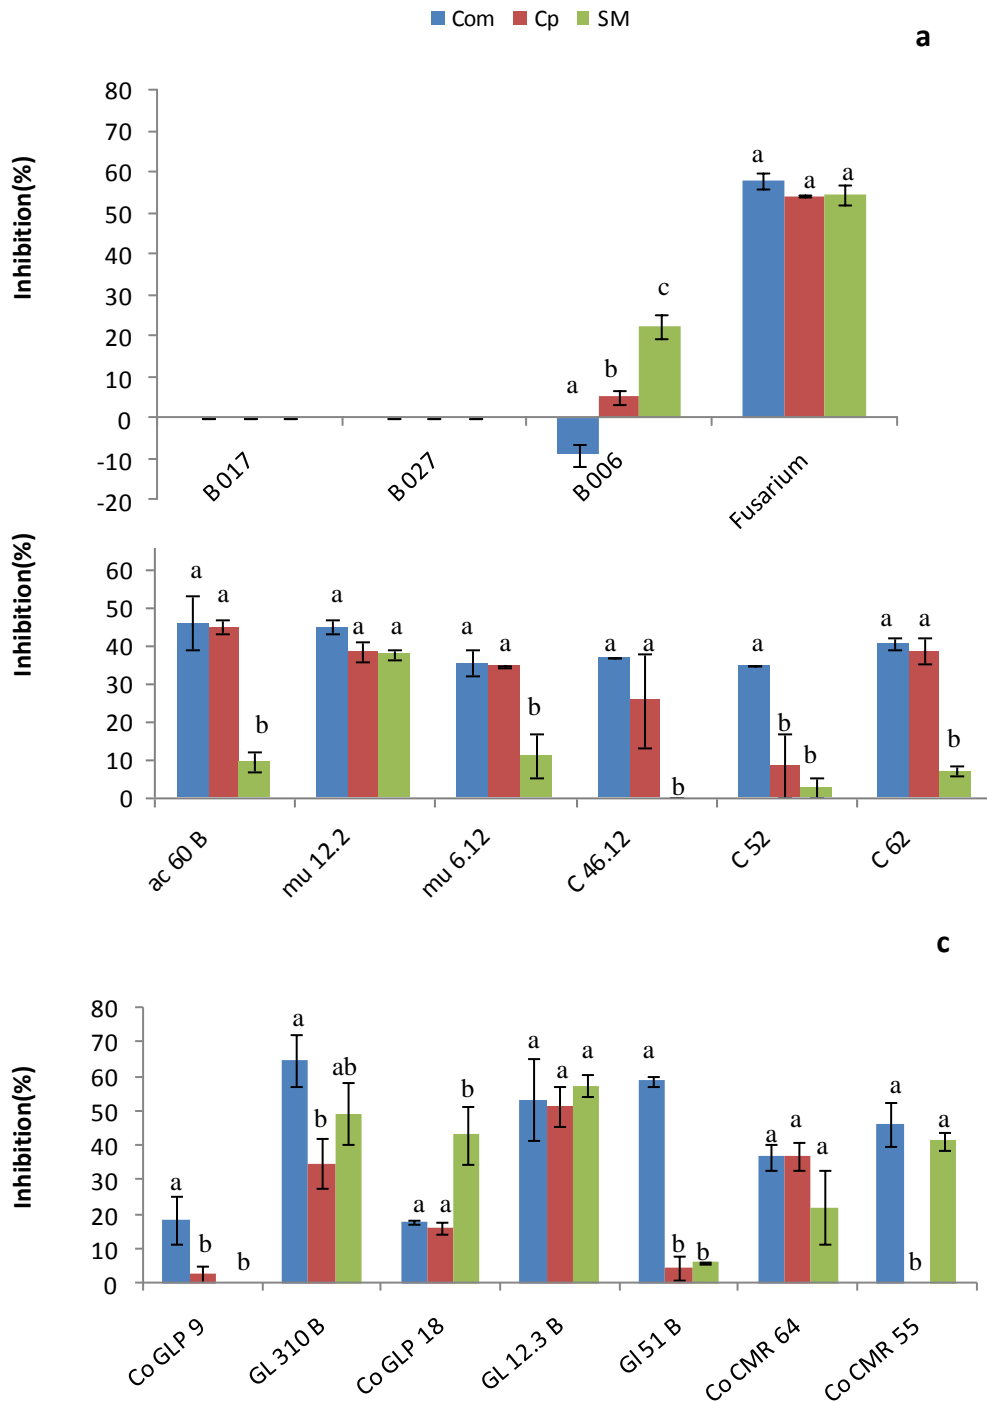 Com Cp SM
a
Inhibition(%)
80
70
60
50
40
30
20
10
0
-10
-20
a a a
c
b
a
B 017 B 027 B 006 Fusarium
Inhibition(%)
60
50
40
30
20
10
0
a a b
a a a
a a b
a a b
a b b
a a b
ac 60 B mu 12.2 mu 6.12 C 46.12 C 52 C 62
c
Inhibition(%)
80
70
60
50
40
30
20
10
0
a b b
a b ab
a a b
a a a
a b b
a a a
a b a
Co GLP 9 GL 310 B Co GLP 18 GL 12.3 B Gl 51 B Co CMR 64 Co CMR 55